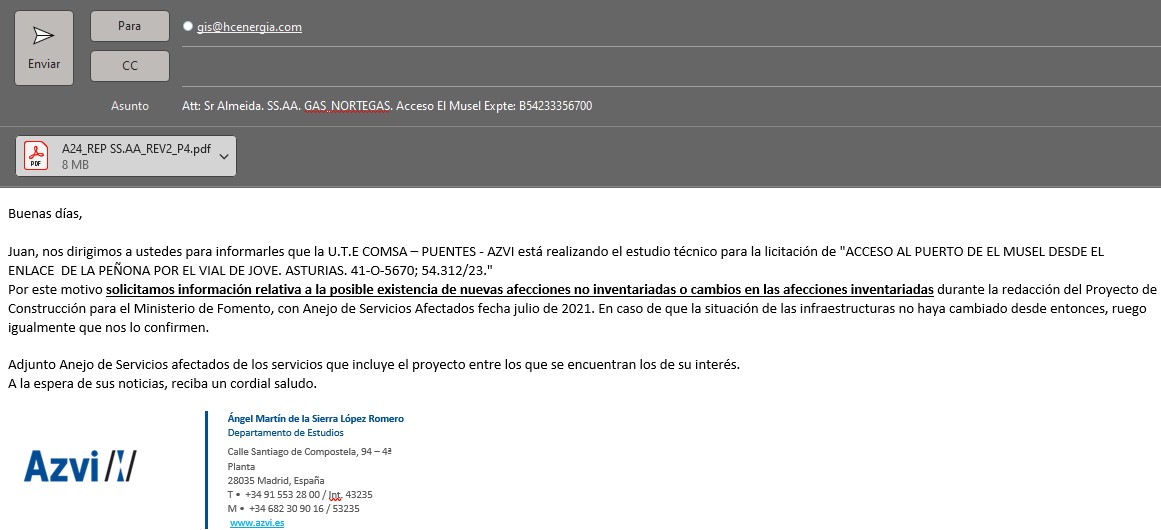 Enviar
Para
gis@hcenergia.com
CC
Asunto
Att: Sr Almeida. SS.AA. GAS_NORTEGAS. Acceso El Musel Expte: B54233356700
PDF
A24_REP SS.AA_REV2_P4.pdf
8 MB
Buenas días,
Juan, nos dirigimos a ustedes para informarles que la U.T.E COMSA – PUENTES - AZVI está realizando el estudio técnico para la licitación de "ACCESO AL PUERTO DE EL MUSEL DESDE EL
ENLACE  DE LA PEÑONA POR EL VIAL DE JOVE. ASTURIAS. 41-O-5670; 54.312/23."
Por este motivo solicitamos información relativa a la posible existencia de nuevas afecciones no inventariadas o cambios en las afecciones inventariadas durante la redacción del Proyecto de
Construcción para el Ministerio de Fomento, con Anejo de Servicios Afectados fecha julio de 2021. En caso de que la situación de las infraestructuras no haya cambiado desde entonces, ruego
igualmente que nos lo confirmen.
Adjunto Anejo de Servicios afectados de los servicios que incluye el proyecto entre los que se encuentran los de su interés.
A la espera de sus noticias, reciba un cordial saludo.
Azvi
Ángel Martín de la Sierra López Romero
Departamento de Estudios
Calle Santiago de Compostela, 94 – 4ª
Planta
28035 Madrid, España
T • +34 91 553 28 00 / Int. 43235
M • +34 682 30 90 16 / 53235
www.azvi.es